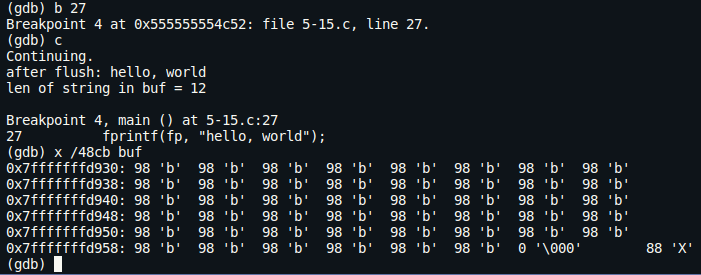 (gdb) b 27
Breakpoint 4 at 0x555555554c52: file 5-15.c, line 27.
(gdb) c
Continuing.
after flush: hello, world
len of string in buf = 12

Breakpoint 4, main () at 5-15.c:27
27          fprintf(fp, "hello, world");
(gdb) x /48cb buf
0x7fffffffd930: 98 'b'  98 'b'  98 'b'  98 'b'  98 'b'  98 'b'  98 'b'  98 'b'
0x7fffffffd938: 98 'b'  98 'b'  98 'b'  98 'b'  98 'b'  98 'b'  98 'b'  98 'b'
0x7fffffffd940: 98 'b'  98 'b'  98 'b'  98 'b'  98 'b'  98 'b'  98 'b'  98 'b'
0x7fffffffd948: 98 'b'  98 'b'  98 'b'  98 'b'  98 'b'  98 'b'  98 'b'  98 'b'
0x7fffffffd950: 98 'b'  98 'b'  98 'b'  98 'b'  98 'b'  98 'b'  98 'b'  98 'b'
0x7fffffffd958: 98 'b'  98 'b'  98 'b'  98 'b'  98 'b'  98 'b'  0 '\000'        88 'X'
(gdb)